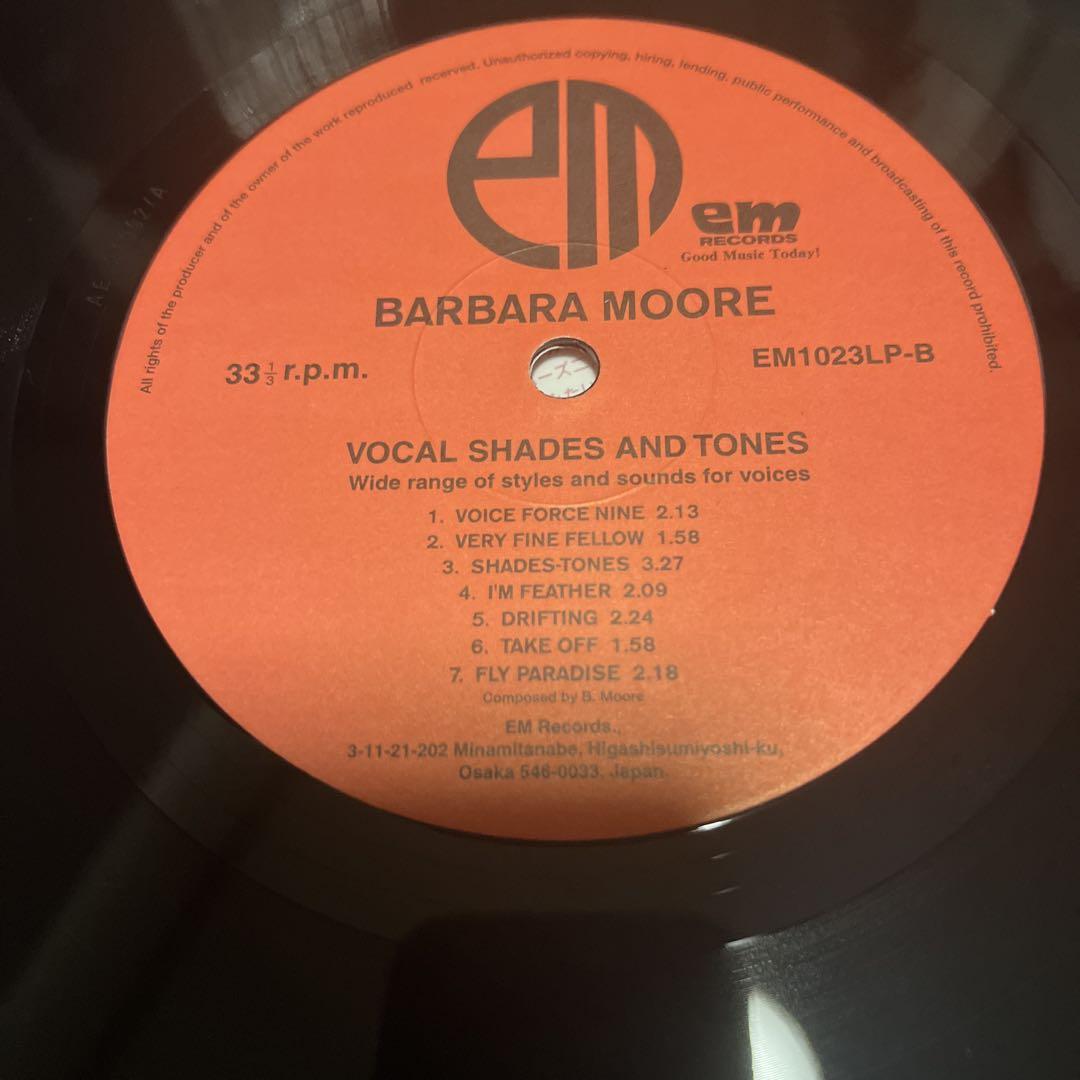 All rights of the producer and of the owner of the work reproduced reserved. Unauthorized copying, hiring, lending, public performance and broadcasting of this record prohibited.
em
em
RECORDS
Good Music Today!
BARBARA MOORE
33 1/3 r.p.m.
EM1023LP-B
VOCAL SHADES AND TONES
Wide range of styles and sounds for voices
1. VOICE FORCE NINE 2.13
2. VERY FINE FELLOW 1.58
3. SHADES-TONES 3.27
4. I'M FEATHER 2.09
5. DRIFTING 2.24
6. TAKE OFF 1.58
7. FLY PARADISE 2.18
Composed by B. Moore
EM Records.,
3-11-21-202 Minamitanabe, Higashisumiyoshi-ku,
Osaka 546-0033, Japan.